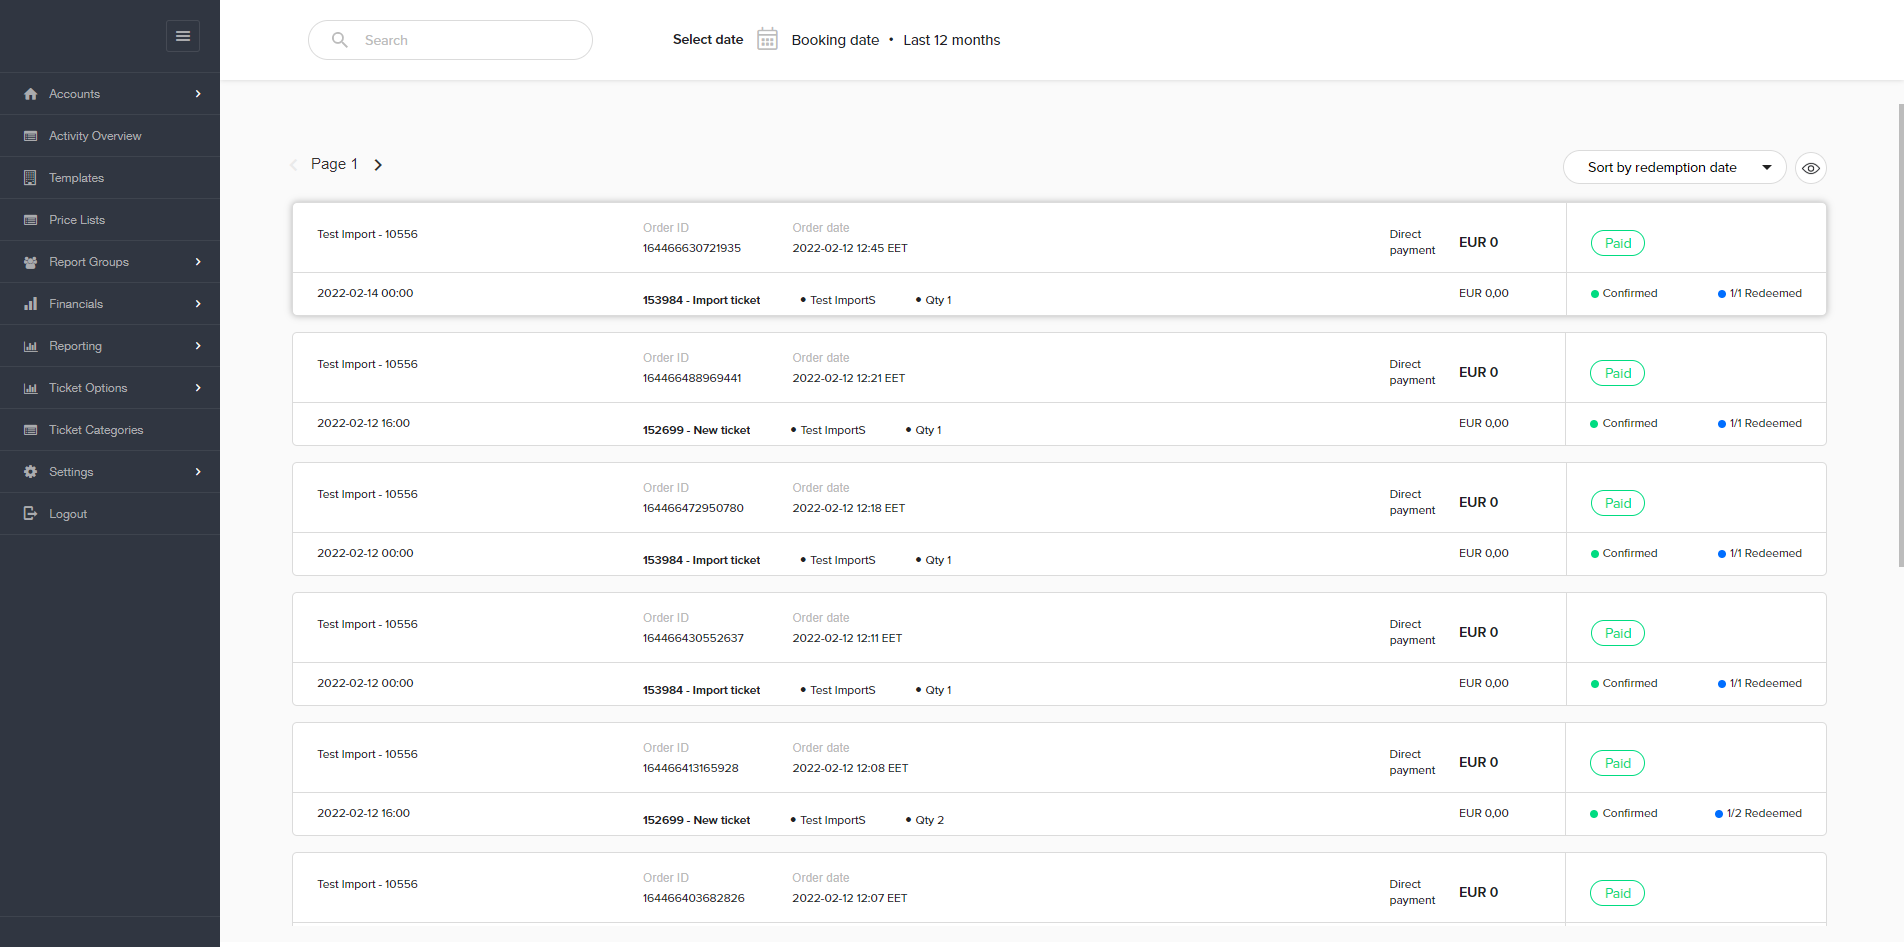 Search
Select date Booking date • Last 12 months
Accounts
Activity Overview
Templates
Price Lists
Report Groups
Financials
Reporting
Ticket Options
Ticket Categories
Settings
Logout
Page 1
Sort by redemption date
Test Import - 10556
Order ID
164466630721935
Order date
2022-02-12 12:45 EET
Direct
payment
EUR 0
Paid
2022-02-14 00:00
153984 - Import ticket • Test ImportS • Qty 1
EUR 0,00
Confirmed
1/1 Redeemed
Test Import - 10556
Order ID
164466488969441
Order date
2022-02-12 12:21 EET
Direct
payment
EUR 0
Paid
2022-02-12 16:00
152699 - New ticket • Test ImportS • Qty 1
EUR 0,00
Confirmed
1/1 Redeemed
Test Import - 10556
Order ID
164466472950780
Order date
2022-02-12 12:18 EET
Direct
payment
EUR 0
Paid
2022-02-12 00:00
153984 - Import ticket • Test ImportS • Qty 1
EUR 0,00
Confirmed
1/1 Redeemed
Test Import - 10556
Order ID
164466430552637
Order date
2022-02-12 12:11 EET
Direct
payment
EUR 0
Paid
2022-02-12 00:00
153984 - Import ticket • Test ImportS • Qty 1
EUR 0,00
Confirmed
1/1 Redeemed
Test Import - 10556
Order ID
164466413165928
Order date
2022-02-12 12:08 EET
Direct
payment
EUR 0
Paid
2022-02-12 16:00
152699 - New ticket • Test ImportS • Qty 2
EUR 0,00
Confirmed
1/2 Redeemed
Test Import - 10556
Order ID
164466403682826
Order date
2022-02-12 12:07 EET
Direct
payment
EUR 0
Paid